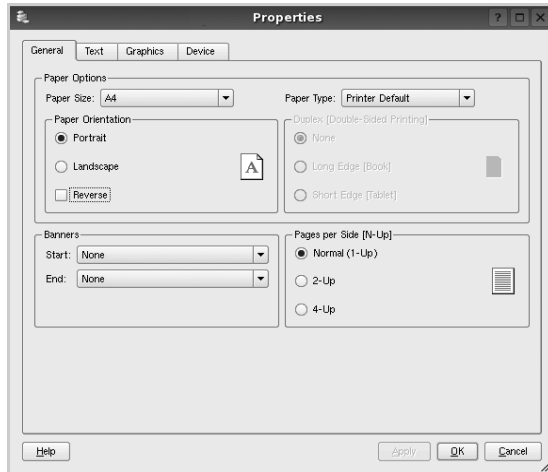 Properties
General Text Graphics Device
Paper Options
Paper Size: A4 Paper Type: Printer Default
Paper Orientation Duplex [Double-Sided Printing]
Portrait None
Landscape A Long Edge [Book]
Reverse Short Edge [Tablet]
Banners Pages per Side [N-Up]
Start: None Normal (1-Up)
End: None 2-Up
4-Up
Help Apply OK Cancel